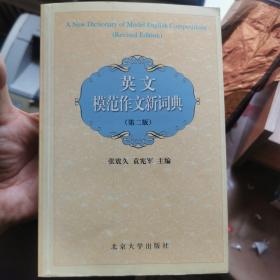 A New Dictionary of Model English Compositions
(Revised Edition)
英文
模范作文新词典
(第二版)
张震久 袁宪军 主编
北京大学出版社